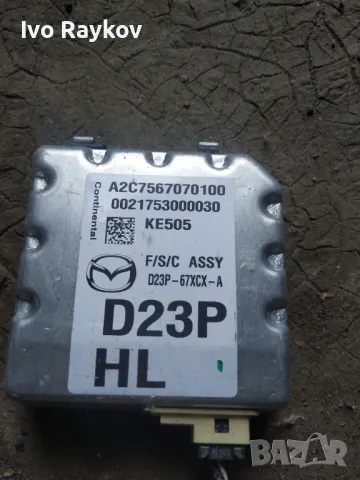 Ivo Raykov
Continental
A2C7567070100
0021753000030
KE505
F/S/C ASSY
D23P-67XCX-A
D23P
HL
BAZAR